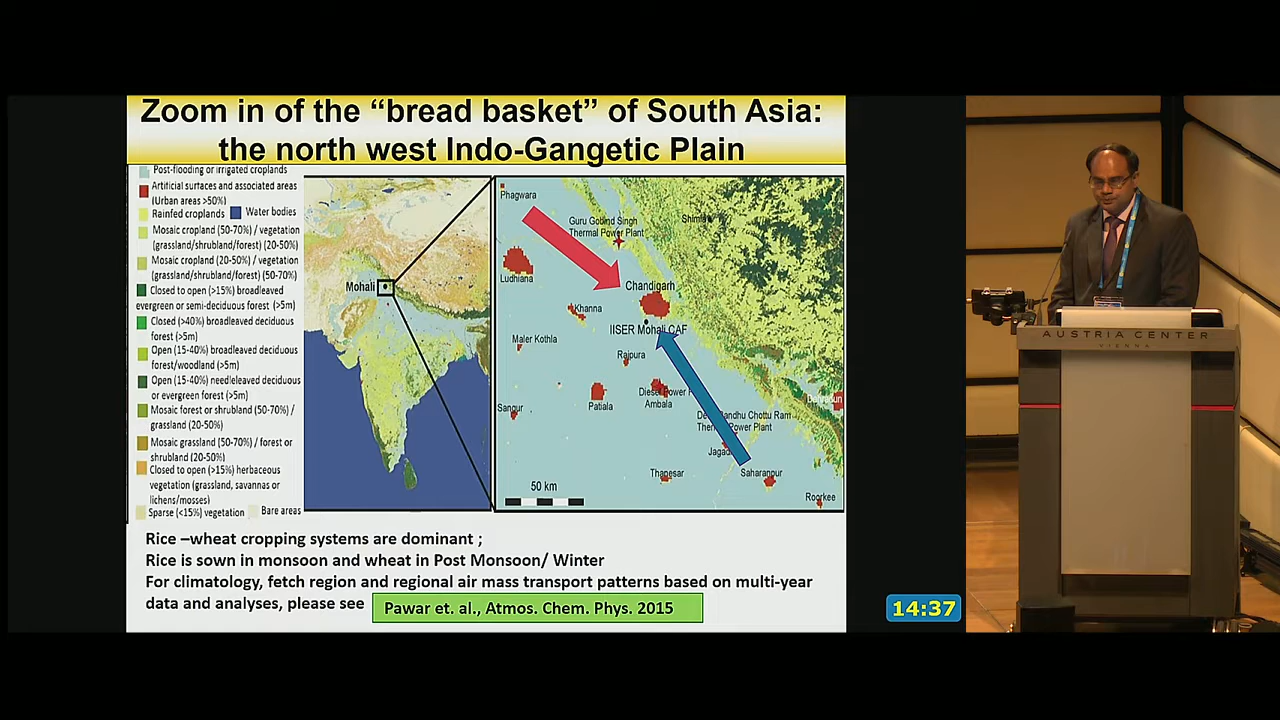 Zoom in of the “bread basket” of South Asia:
the north west Indo-Gangetic Plain
Post-flooding or irrigated croplands
Artificial surfaces and associated areas
(Urban areas >50%)
Rainfed croplands
Water bodies
Mosaic cropland (50-70%) / vegetation
(grassland/shrubland/forest) (20-50%)
Mosaic cropland (20-50%) / vegetation
(grassland/shrubland/forest) (50-70%)
Closed to open (>15%) broadleaved
evergreen or semi-deciduous forest (>5m)
Closed (>40%) broadleaved deciduous
forest (>5m)
Open (15-40%) broadleaved deciduous
forest/woodland (>5m)
Open (15-40%) needleleaved deciduous
or evergreen forest (>5m)
Mosaic forest or shrubland (50-70%) /
grassland (20-50%)
Mosaic grassland (50-70%) / forest or
shrubland (20-50%)
Closed to open (>15%) herbaceous
vegetation (grassland, savannas or
lichens/mosses)
Sparse (<15%) vegetation
Bare areas
Mohali
Phagwara
Guru Gobind Singh
Thermal Power Plant
Shimla
Ludhiana
Chandigarh
Khanna
IISER Mohali CAF
Maler Kothla
Rajpura
Diesel Power
Ambala
Patiala
Dehradun
Chottu Ram
Power Plant
Thanesar
Saharanpur
50 km
Roorkee
Rice –wheat cropping systems are dominant ;
Rice is sown in monsoon and wheat in Post Monsoon/ Winter
For climatology, fetch region and regional air mass transport patterns based on multi-year
data and analyses, please see
Pawar et. al., Atmos. Chem. Phys. 2015
14:37
AUSTRIA CENTER
VIENNA